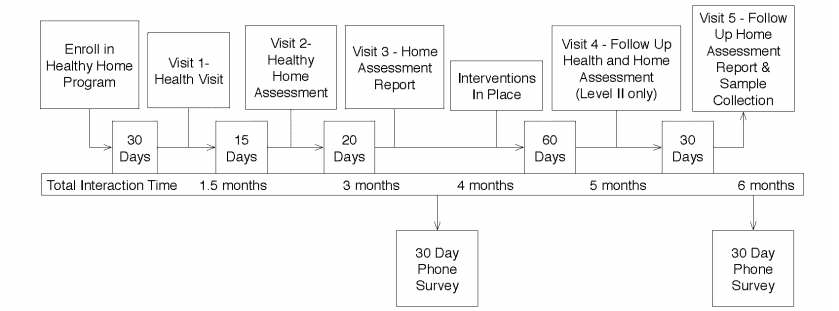 Enroll in
Healthy Home
Program
Visit 1-
Health Visit
Visit 2-
Healthy
Home
Assessment
Visit 3 - Home
Assessment
Report
Interventions
In Place
Visit 4 - Follow Up
Health and Home
Assessment
(Level II only)
Visit 5 - Follow
Up Home
Assessment
Report &
Sample
Collection
30
Days
15
Days
20
Days
60
Days
30
Days
Total Interaction Time 1.5 months 3 months 4 months 5 months 6 months
30 Day
Phone
Survey
30 Day
Phone
Survey